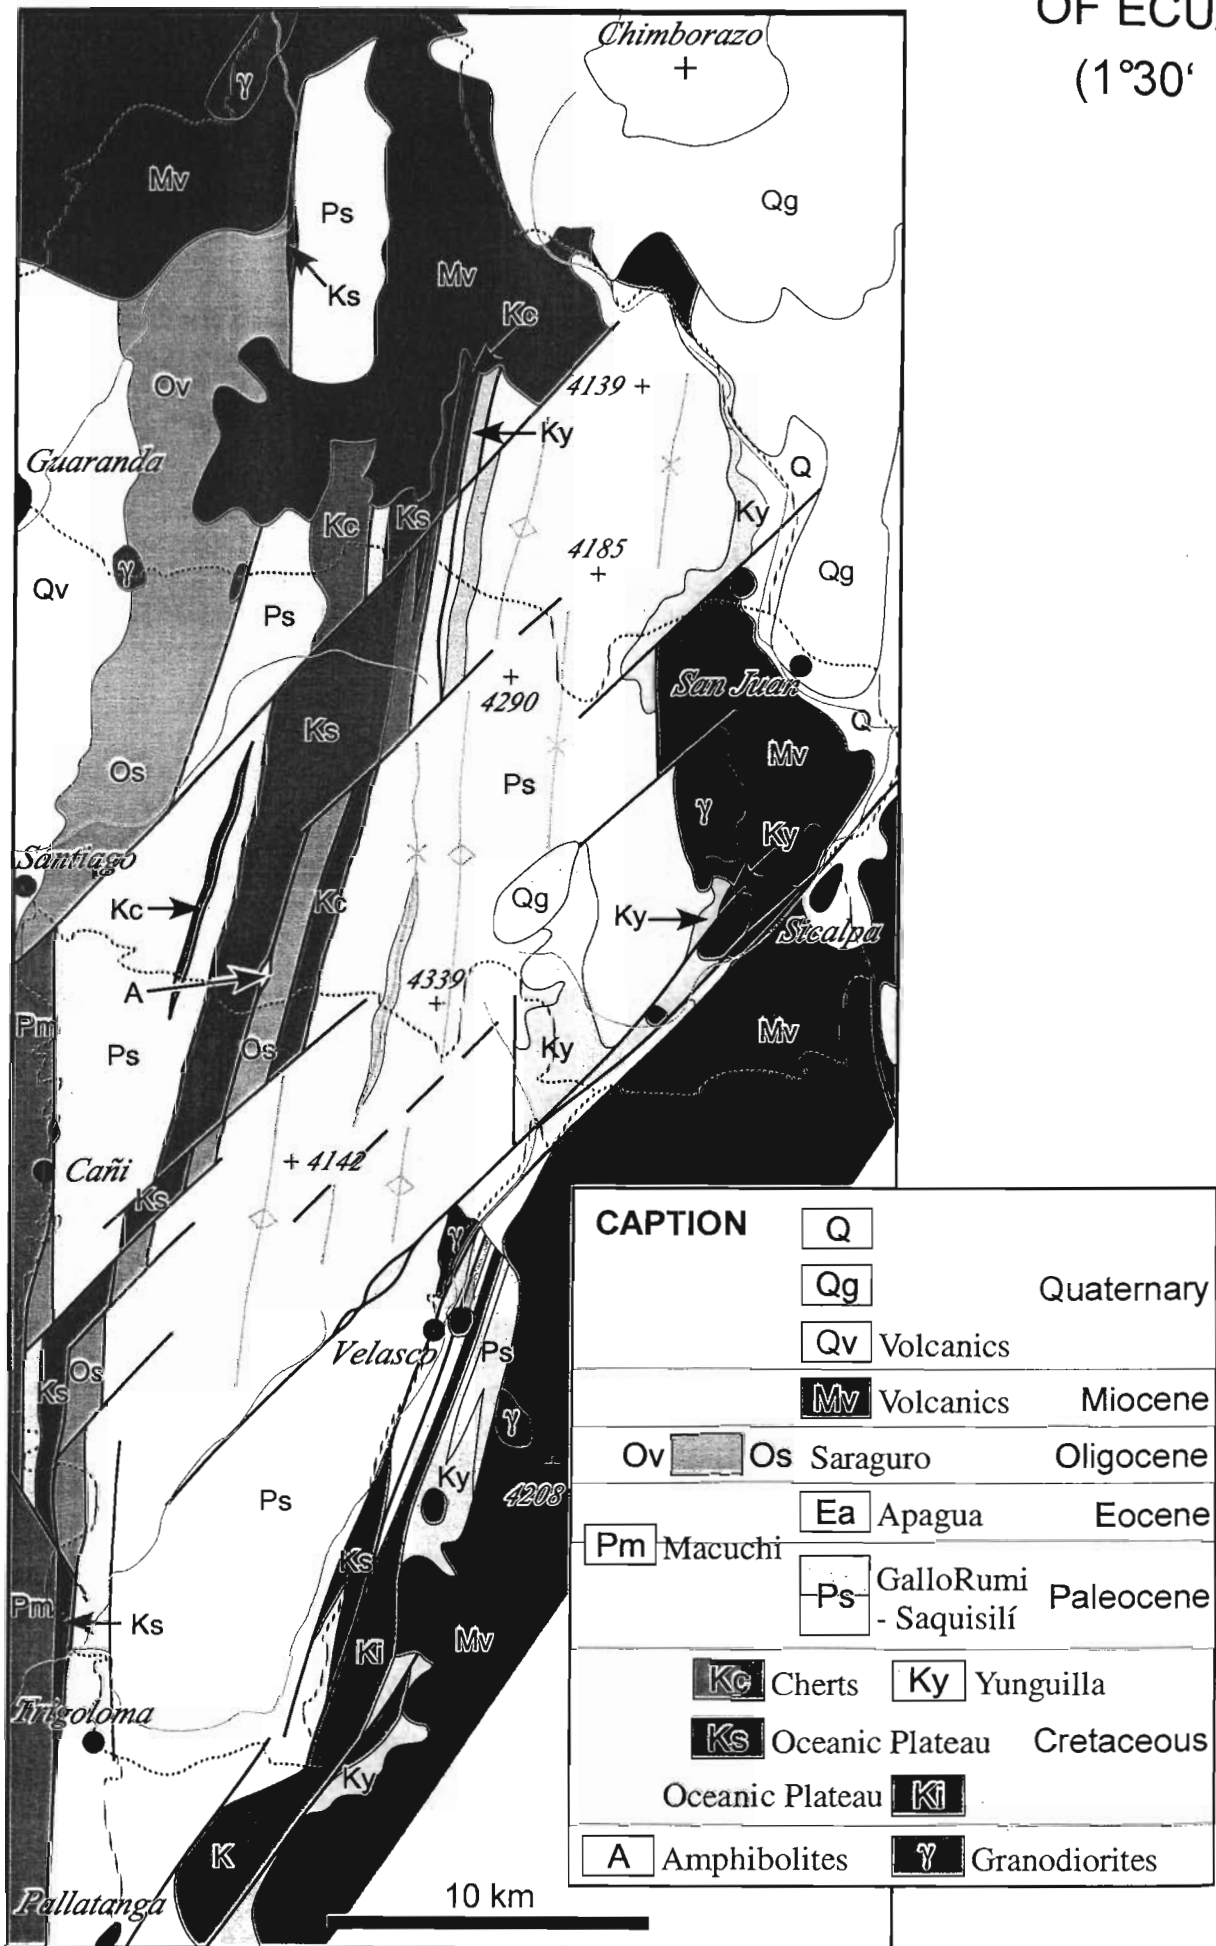 OF ECU
(1°30‘
Chimborazo
γ
Mv
Ps
Qg
Ks
Mv
Kc
Ov
4139
Ky
Guaranda
Q
Kc
Ks
Ky
4185
γ
Qg
Qv
Ps
San Juan
4290
Ks
Q
Mv
Os
Ps
γ
Ky
Santiago
Kc
Kc
Qg
Ky
Sicalpa
A
4339
Pm
Ps
Os
Ky
Mv
Cañi
4142
Ks
γ
Velasco
Ps
Ks
Os
γ
Ps
Ky
4208
Ks
Pm
Ks
Ki
Mv
Trigoloma
Ky
K
Pallatanga
10 km
CAPTION
Q
Qg Quaternary
Qv Volcanics
Mv Volcanics Miocene
Ov Os Saraguro Oligocene
Ea Apagua Eocene
Pm Macuchi
Ps GalloRumi - Saquisilí Paleocene
Kc Cherts Ky Yunguilla
Ks Oceanic Plateau Cretaceous
Oceanic Plateau Ki
A Amphibolites γ Granodiorites